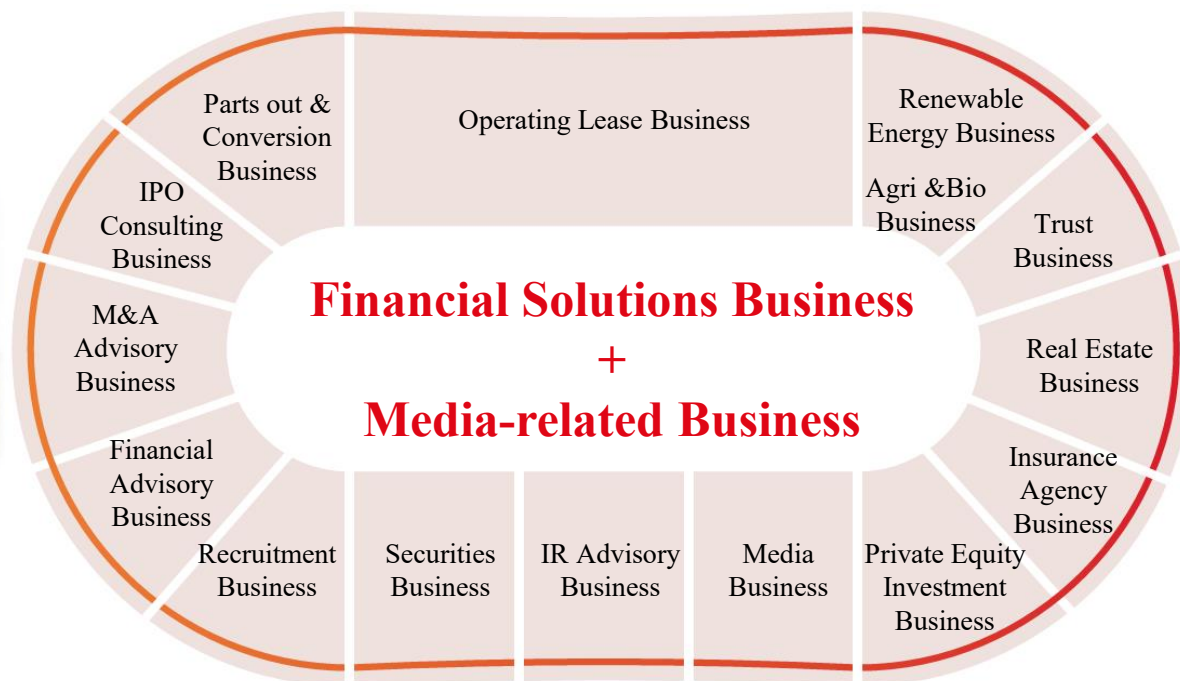 Operating Lease Business
Renewable
Energy Business
Agri &Bio
Business
Trust
Business
Real Estate
Business
Insurance
Agency
Business
Private Equity
Investment
Business
Media
Business
IR Advisory
Business
Securities
Business
Recruitment
Business
Financial
Advisory
Business
M&A
Advisory
Business
IPO
Consulting
Business
Parts out &
Conversion
Business
Financial Solutions Business
+
Media-related Business